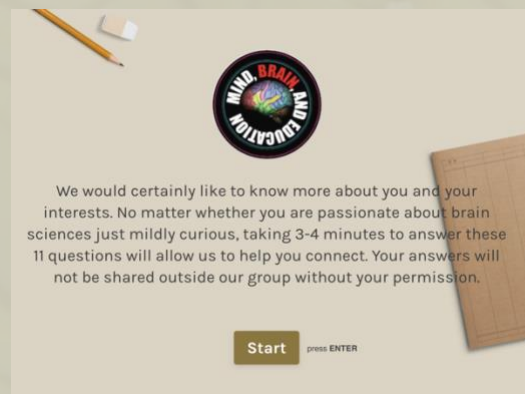 MIND, BRAIN, AND EDUCATION
We would certainly like to know more about you and your
interests. No matter whether you are passionate about brain
sciences just mildly curious, taking 3-4 minutes to answer these
11 questions will allow us to help you connect. Your answers will
not be shared outside our group without your permission.
Start press ENTER